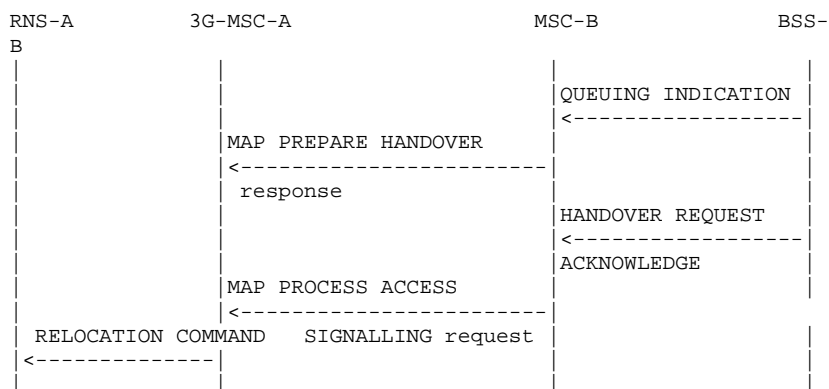 RNS-A 3G-MSC-A MSC-B BSS-
B
QUEUING INDICATION
MAP PREPARE HANDOVER
response
HANDOVER REQUEST
ACKNOWLEDGE
MAP PROCESS ACCESS
RELOCATION COMMAND SIGNALLING request